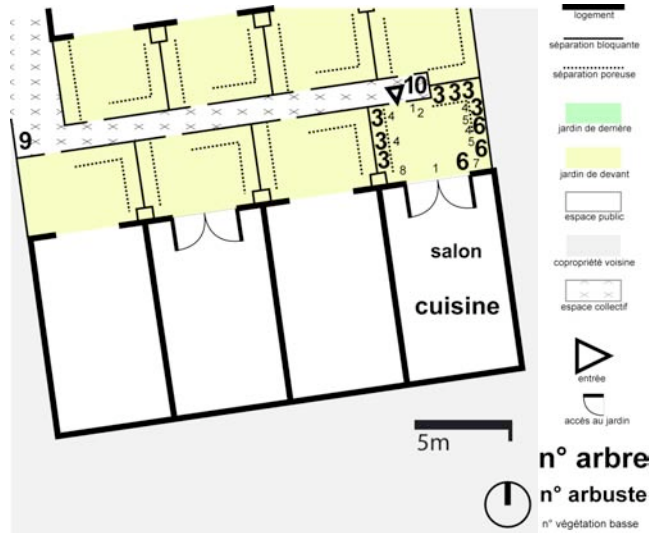 logement
séparation bloquante
séparation poreuse
jardin de derrière
jardin de devant
espace public
copropriété voisine
espace collectif
entrée
accès au jardin
n° arbre
n° arbuste
n° végétation basse
9
10
1 2
3 3 3
3 4
4 3
5 6
3 4
5 6
3
6 7
8 1
salon
cuisine
5m